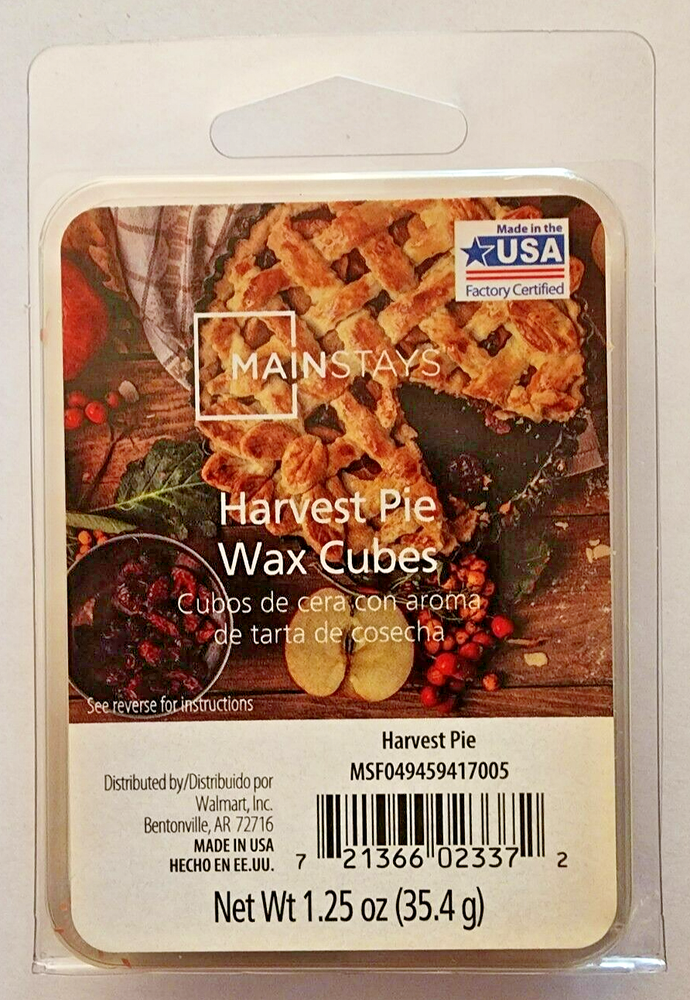 Made in the
USA
Factory Certified
MAINSTAYS
Harvest Pie
Wax Cubes
Cubos de cera con aroma
de tarta de cosecha
See reverse for instructions
Harvest Pie
MSF049459417005
Distributed by/Distribuido por
Walmart, Inc.
Bentonville, AR 72716
MADE IN USA
HECHO EN EE.UU.
7 21366 02337 2
Net Wt 1.25 oz (35.4 g)